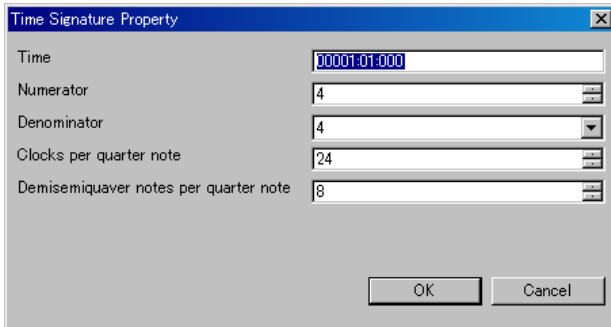 Time Signature Property
Time 00001:01:000
Numerator 4
Denominator 4
Clocks per quarter note 24
Demisemiquaver notes per quarter note 8
OK Cancel